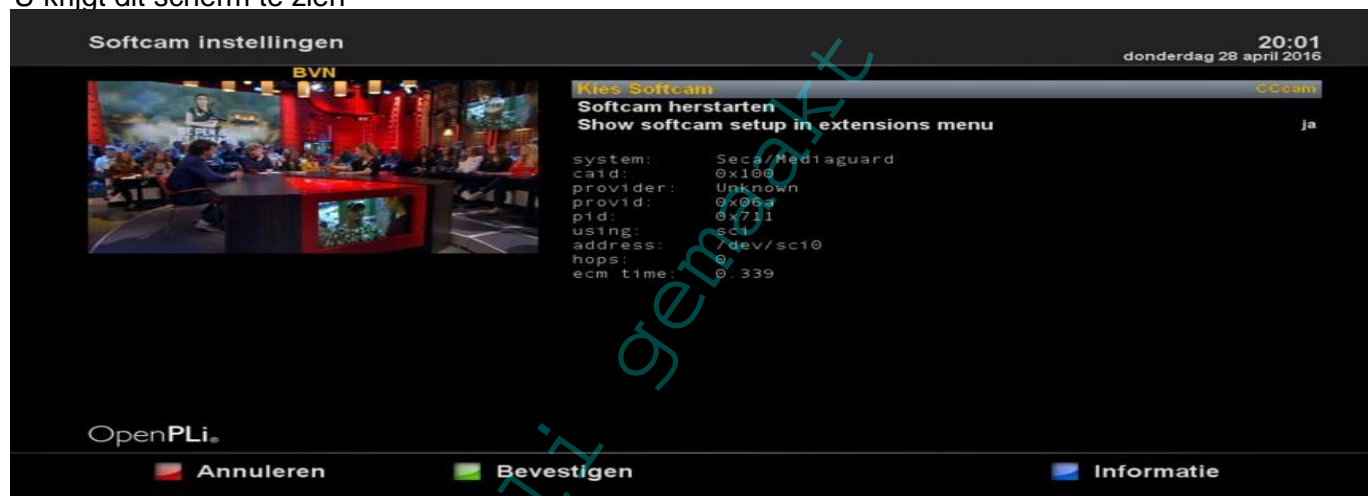 U krijgt dit scherm te zien
Softcam instellingen
20:01
donderdag 28 april 2016
BVN
Kies Softcam CCcam
Softcam herstarten
Show softcam setup in extensions menu ja
system: Seca/Mediaguard
caid: 0x100
provider: Unknown
provid: 0x06a
pid: 0x711
using: sci
address: /dev/sci0
hops: 0
ecm time: 0.339
OpenPLi®
Annuleren Bevestigen Informatie
gemaakt